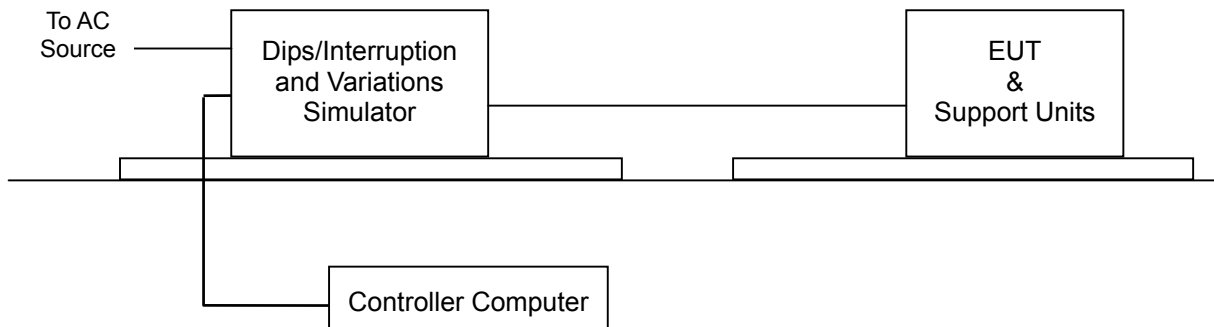 To AC
Source
Dips/Interruption
and Variations
Simulator
EUT
&
Support Units
Controller Computer